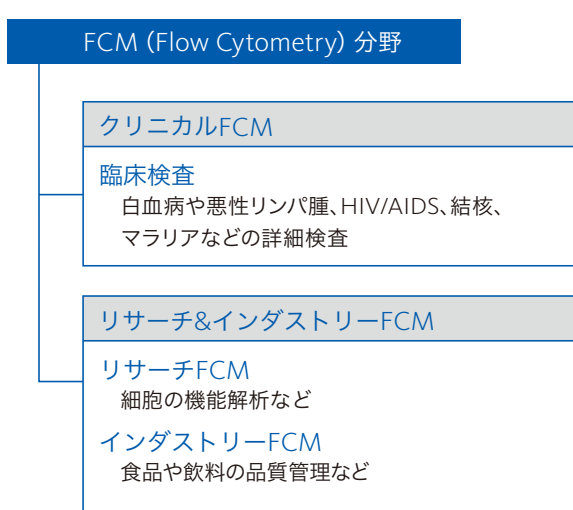 FCM（Flow Cytometry）分野
クリニカルFCM
臨床検査
白血病や悪性リンパ腫、HIV/AIDS、結核、
マラリアなどの詳細検査
リサーチ&インダストリーFCM
リサーチFCM
細胞の機能解析など
インダストリーFCM
食品や飲料の品質管理など